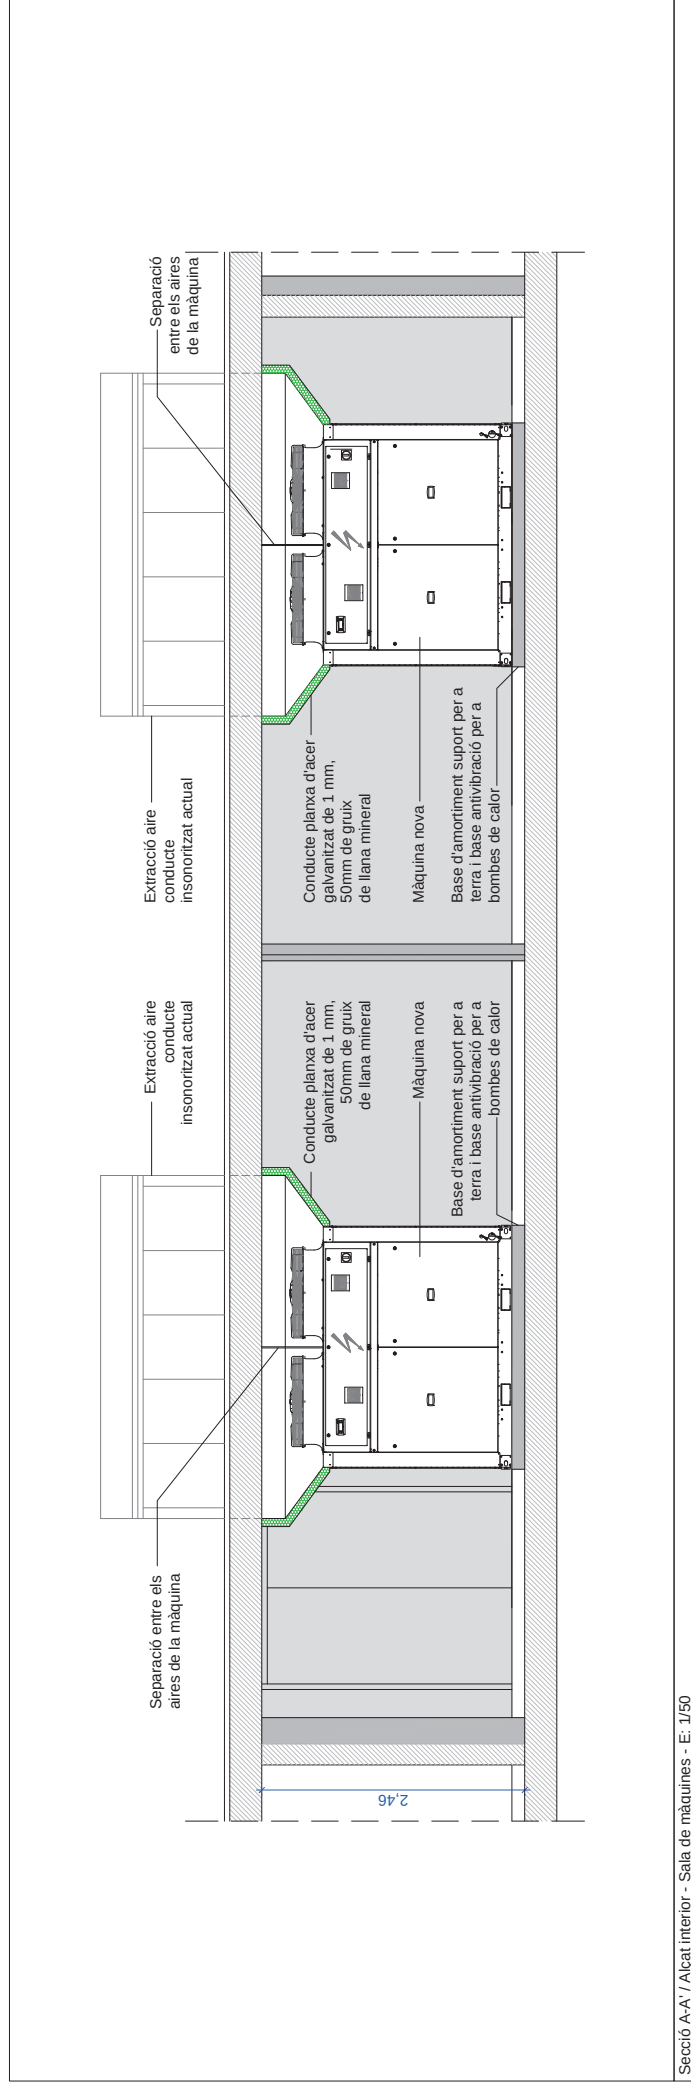 Separació entre els
aires de la màquina
Extracció aire
conducte
insonoritzat actual
Extracció aire
conducte
insonoritzat actual
Separació
entre els aires
de la màquina
Conducte planxa d'acer
galvanitzat de 1 mm,
50mm de gruix
de llana mineral
Màquina nova
Base d'amortiment suport per a
terra i base antivibració per a
bombes de calor
Conducte planxa d'acer
galvanitzat de 1 mm,
50mm de gruix
de llana mineral
Màquina nova
Base d'amortiment suport per a
terra i base antivibració per a
bombes de calor
2,46
Secció A-A' / Alcat interior - Sala de màquines - E: 1/50